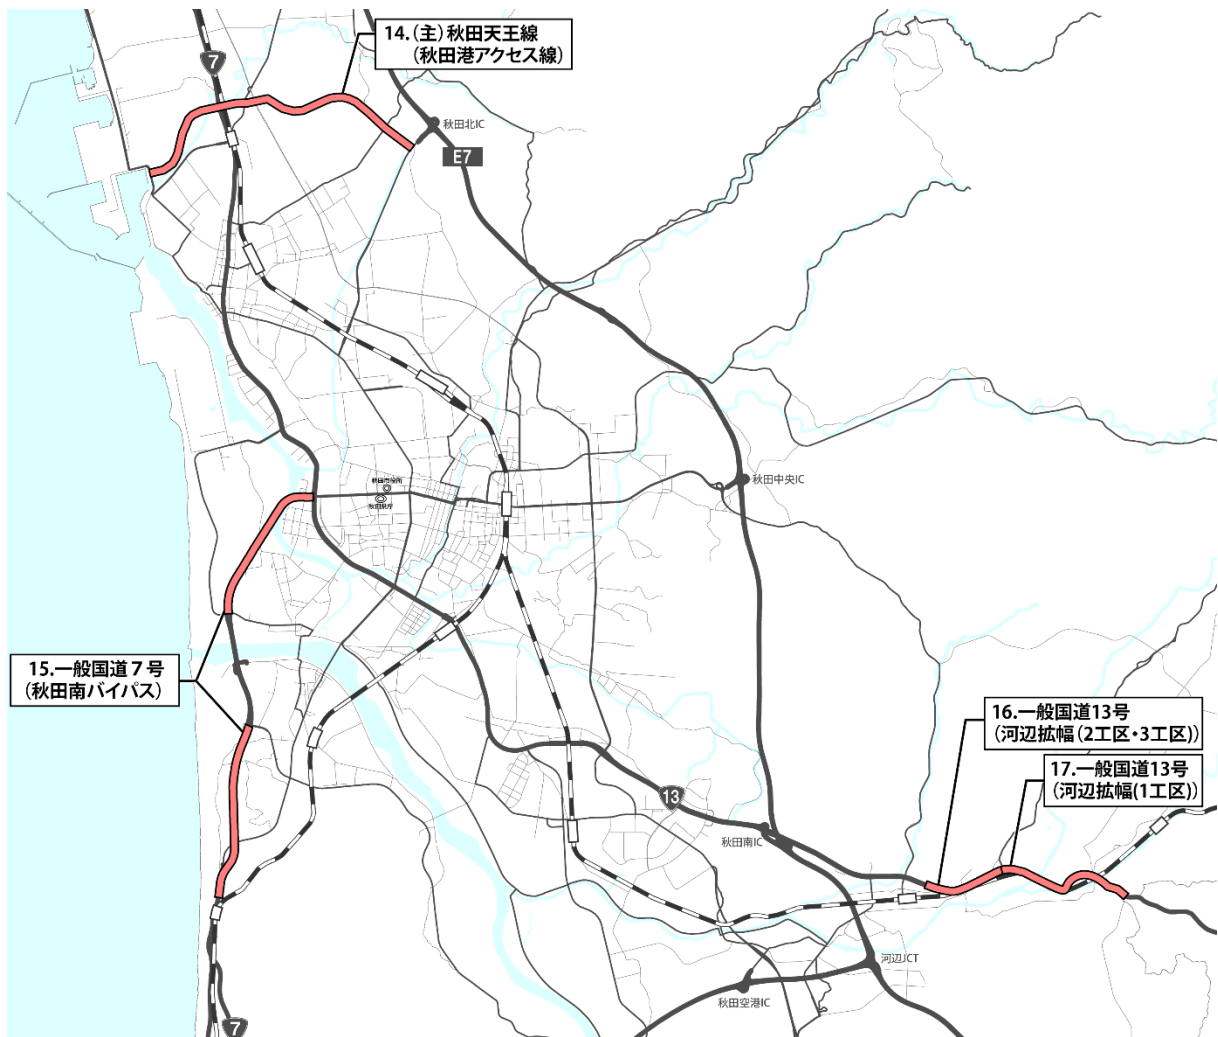 14.(主)秋田天王線
(秋田港アクセス線)
7
秋田北IC
E7
秋田中央IC
秋田市役所
秋田県庁
15.一般国道7号
(秋田南バイパス)
16.一般国道13号
(河辺拡幅(2工区・3工区))
17.一般国道13号
(河辺拡幅(1工区))
13
秋田南IC
河辺JCT
秋田空港IC
7